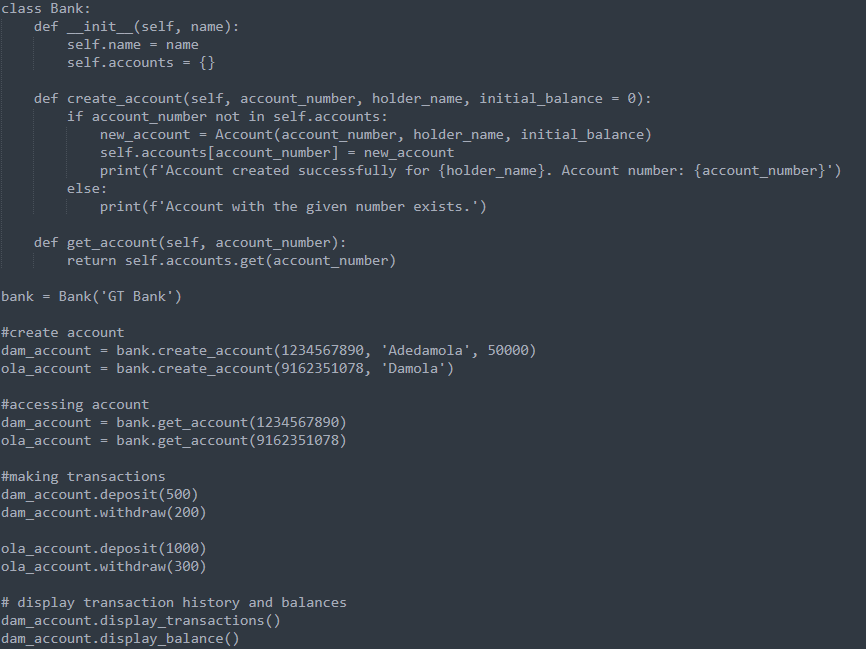 class Bank:
    def __init__(self, name):
        self.name = name
        self.accounts = {}

    def create_account(self, account_number, holder_name, initial_balance = 0):
        if account_number not in self.accounts:
            new_account = Account(account_number, holder_name, initial_balance)
            self.accounts[account_number] = new_account
            print(f'Account created successfully for {holder_name}. Account number: {account_number}')
        else:
            print(f'Account with the given number exists.')

    def get_account(self, account_number):
        return self.accounts.get(account_number)

bank = Bank('GT Bank')

#create account
dam_account = bank.create_account(1234567890, 'Adedamola', 50000)
ola_account = bank.create_account(9162351078, 'Damola')

#accessing account
dam_account = bank.get_account(1234567890)
ola_account = bank.get_account(9162351078)

#making transactions
dam_account.deposit(500)
dam_account.withdraw(200)

ola_account.deposit(1000)
ola_account.withdraw(300)

# display transaction history and balances
dam_account.display_transactions()
dam_account.display_balance()